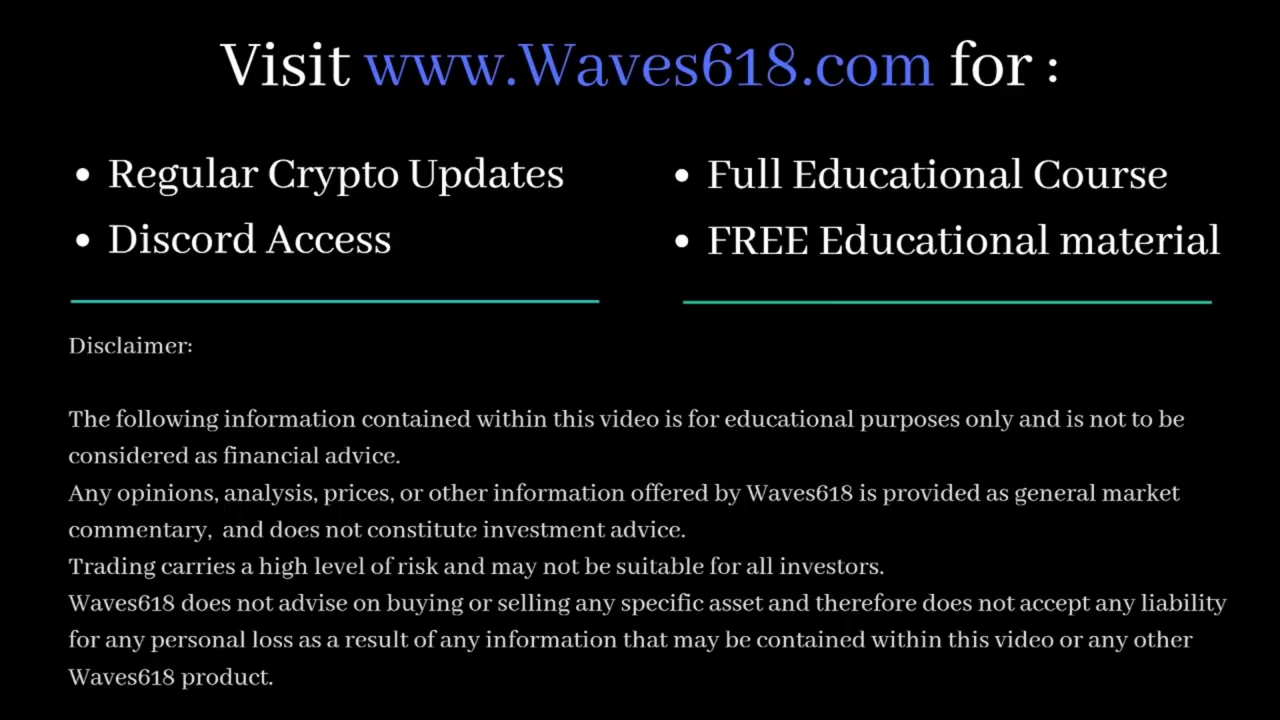 Visit www.Waves618.com for :
• Regular Crypto Updates
• Discord Access
• Full Educational Course
• FREE Educational material
Disclaimer:
The following information contained within this video is for educational purposes only and is not to be
considered as financial advice.
Any opinions, analysis, prices, or other information offered by Waves618 is provided as general market
commentary,  and does not constitute investment advice.
Trading carries a high level of risk and may not be suitable for all investors.
Waves618 does not advise on buying or selling any specific asset and therefore does not accept any liability
for any personal loss as a result of any information that may be contained within this video or any other
Waves618 product.